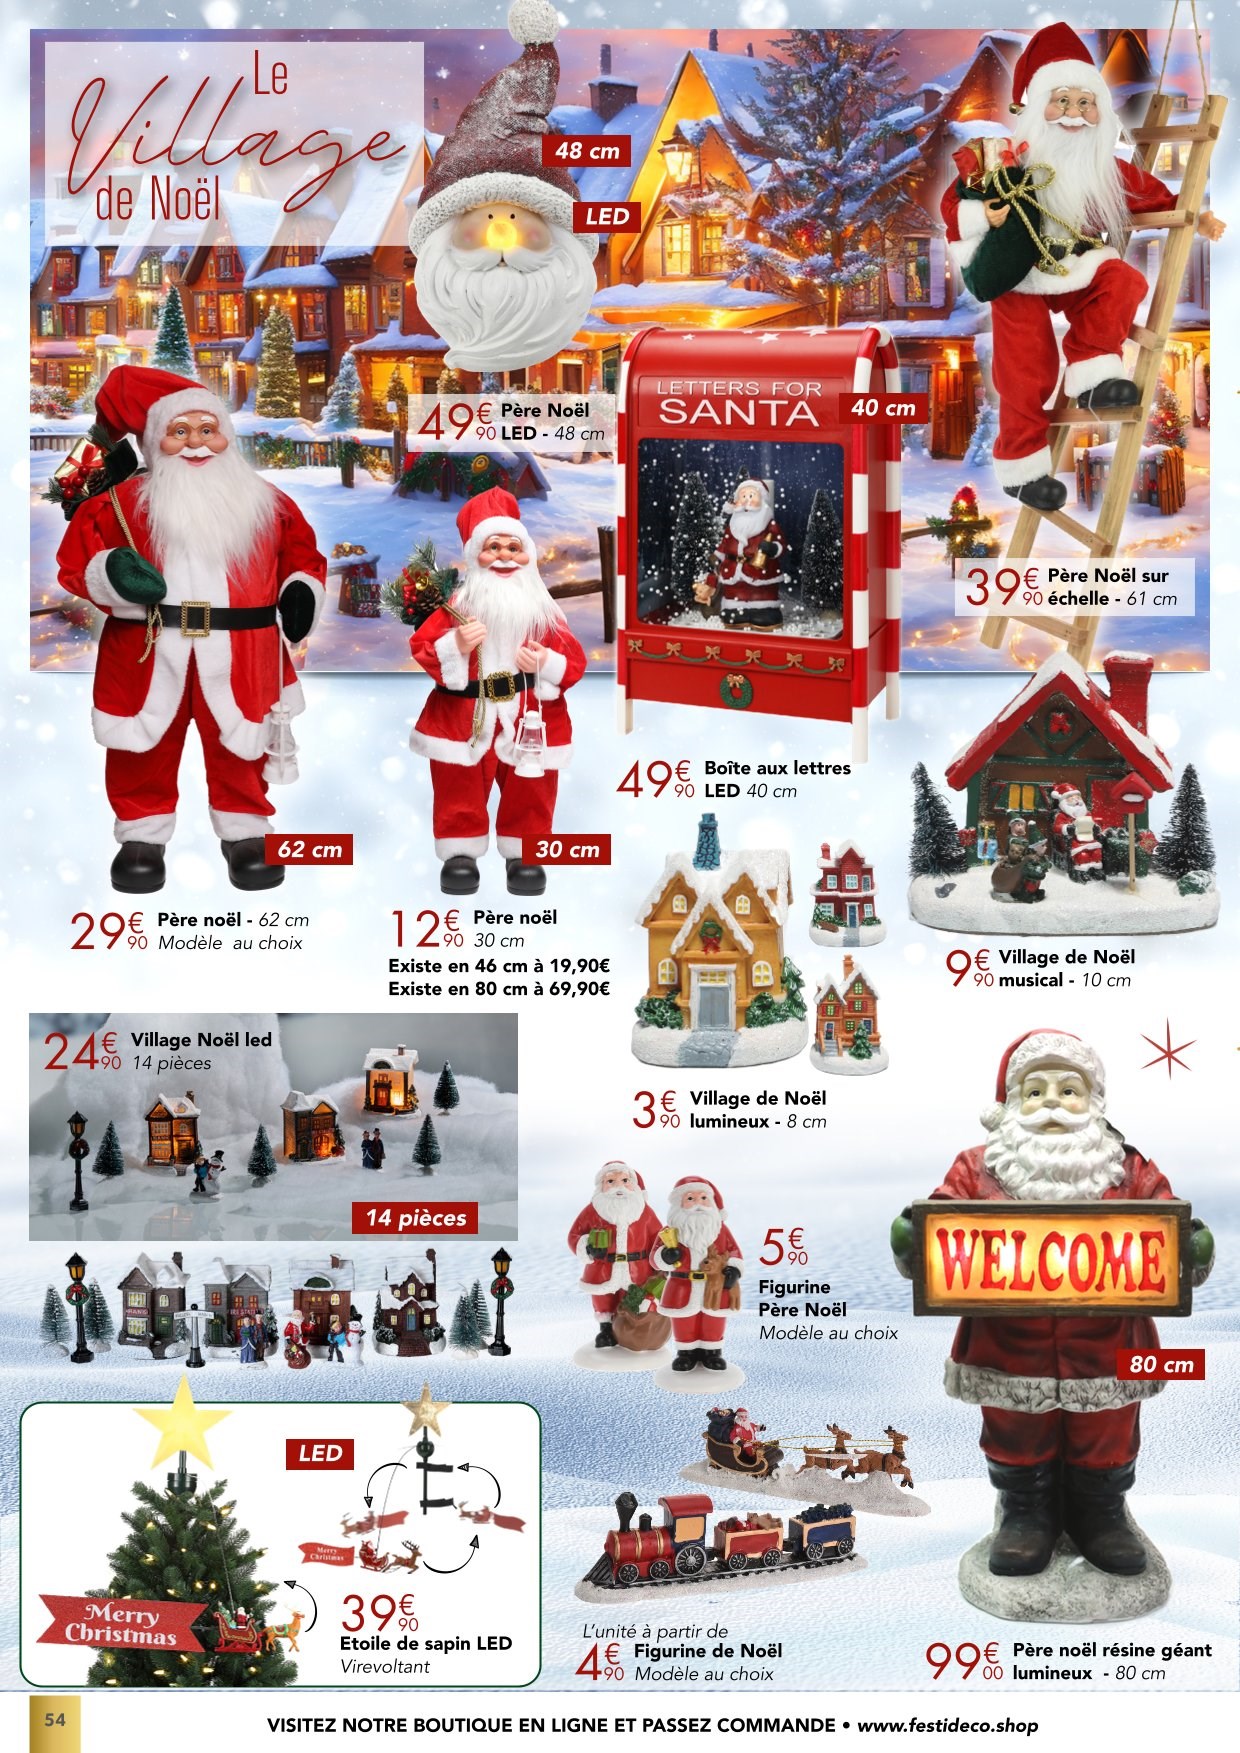 Le
Village
de Noël
48 cm
LED
49€90 Père Noël
LED - 48 cm
LETTERS FOR
SANTA
40 cm
39€90 Père Noël sur
échelle - 61 cm
49€90 Boîte aux lettres
LED 40 cm
62 cm
30 cm
29€90 Père noël - 62 cm
Modèle au choix
12€90 Père noël
30 cm
Existe en 46 cm à 19,90€
Existe en 80 cm à 69,90€
9€90 Village de Noël
musical - 10 cm
24€90 Village Noël led
14 pièces
14 pièces
3€90 Village de Noël
lumineux - 8 cm
5€90
Figurine
Père Noël
Modèle au choix
WELCOME
80 cm
LED
Merry
Christmas
Merry
Christmas
39€90
Etoile de sapin LED
Virevoltant
L'unité à partir de
4€90 Figurine de Noël
Modèle au choix
99€00 Père noël résine géant
lumineux - 80 cm
54
VISITEZ NOTRE BOUTIQUE EN LIGNE ET PASSEZ COMMANDE • www.festideco.shop